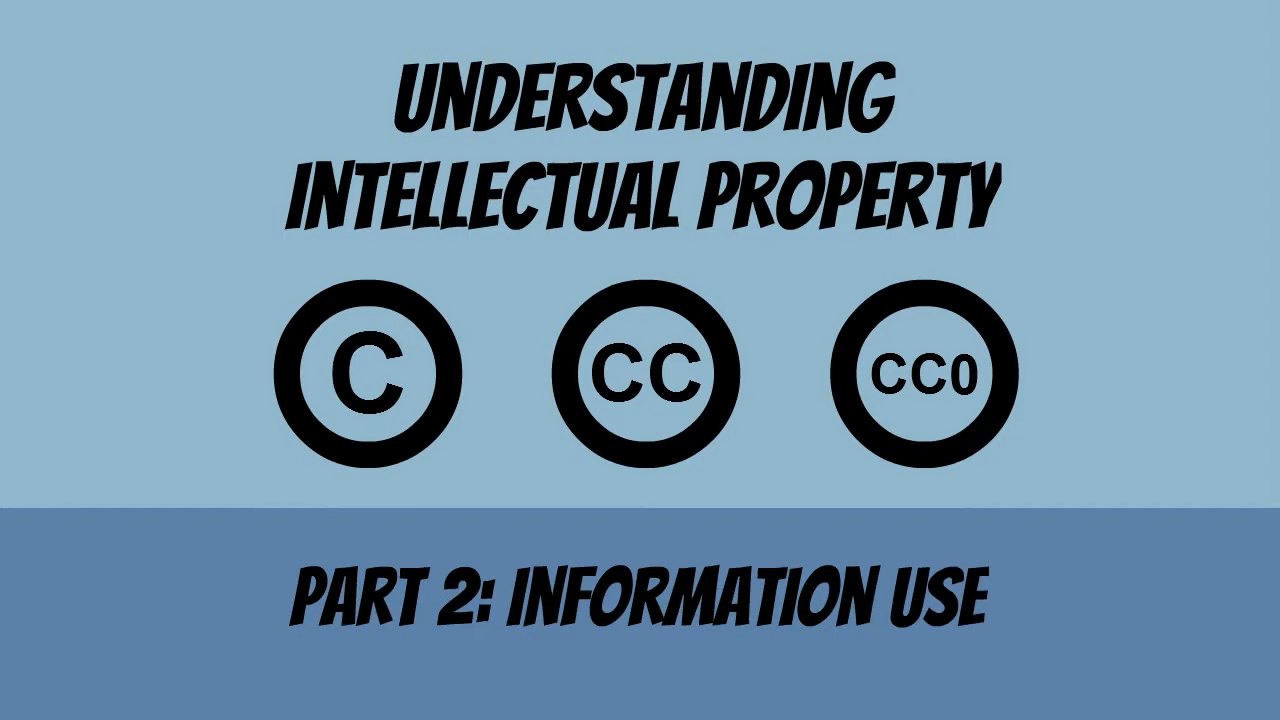 UNDERSTANDING
INTELLECTUAL PROPERTY
C CC CC0
PART 2: INFORMATION USE